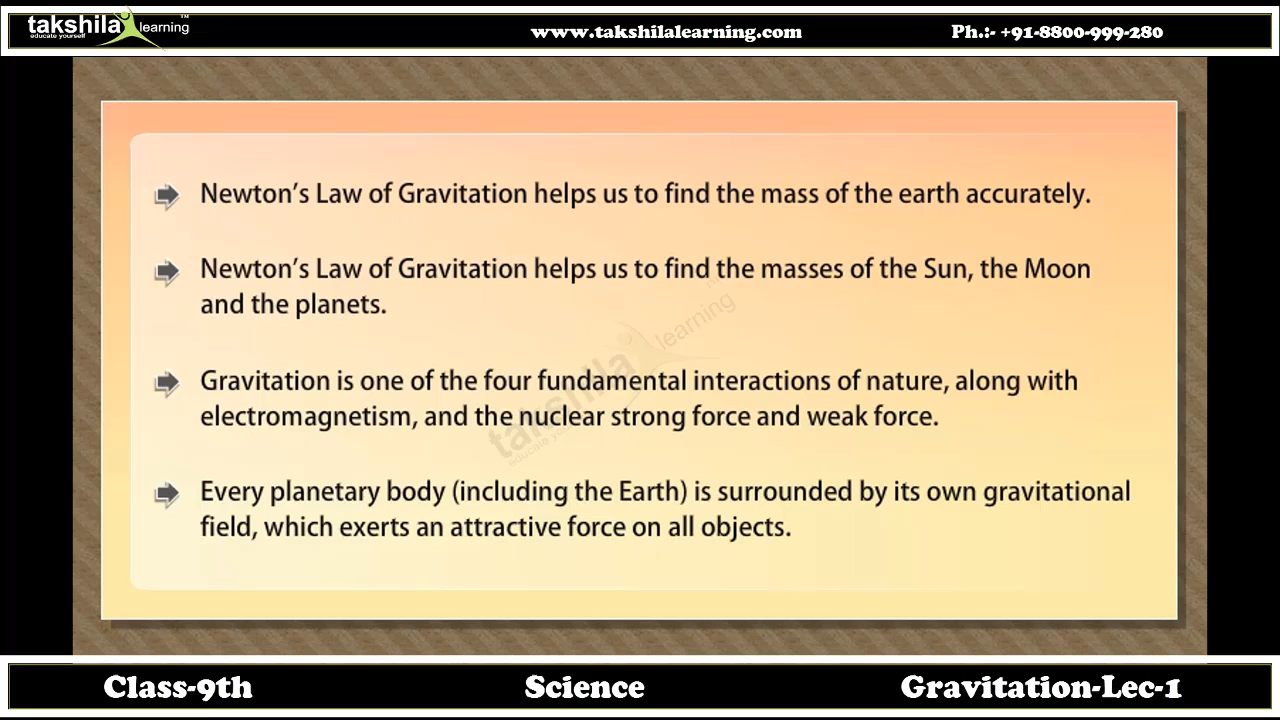 takshila learning™
educate yourself
www.takshilalearning.com
Ph.:- +91-8800-999-280
Newton's Law of Gravitation helps us to find the mass of the earth accurately.
Newton's Law of Gravitation helps us to find the masses of the Sun, the Moon
and the planets.
Gravitation is one of the four fundamental interactions of nature, along with
electromagnetism, and the nuclear strong force and weak force.
Every planetary body (including the Earth) is surrounded by its own gravitational
field, which exerts an attractive force on all objects.
takshila learning
educate yourself
Class-9th
Science
Gravitation-Lec-1